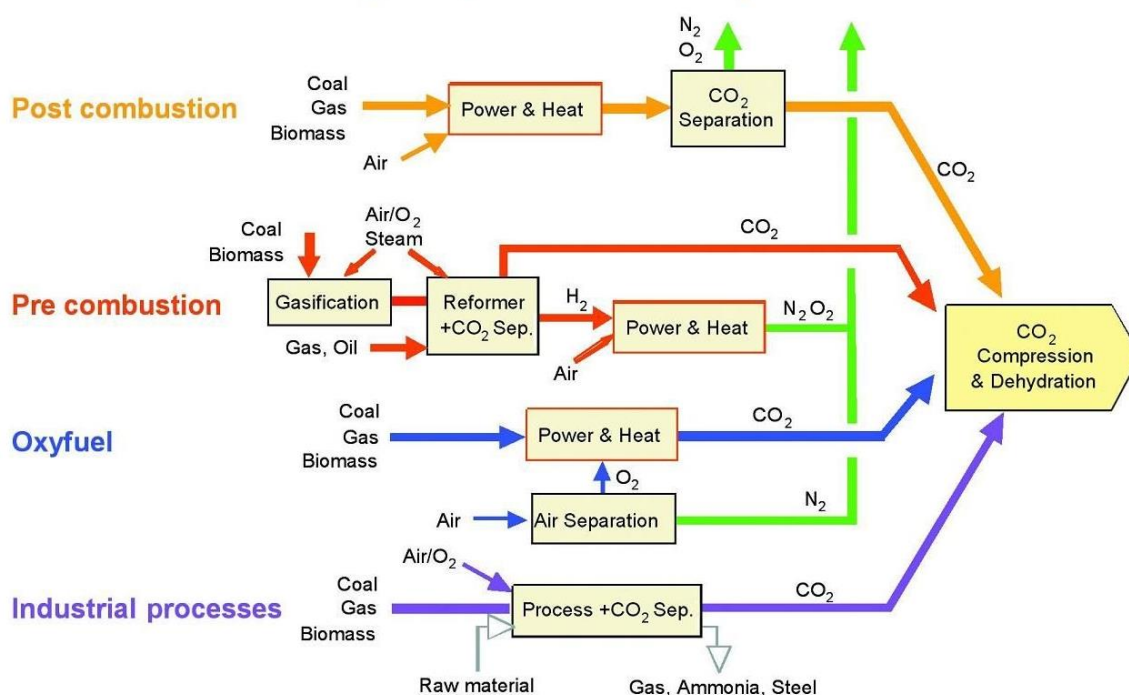 N₂
O₂
Post combustion
Coal
Gas
Biomass
Air
Power & Heat
CO₂
Separation
CO₂
Pre combustion
Coal
Biomass
Air/O₂
Steam
Gasification
Gas, Oil
Reformer
+CO₂ Sep.
H₂
Air
Power & Heat
N₂ O₂
CO₂
CO₂
Compression
& Dehydration
Oxyfuel
Coal
Gas
Biomass
Power & Heat
CO₂
O₂
Air
Air Separation
N₂
Industrial processes
Coal
Gas
Biomass
Air/O₂
Process +CO₂ Sep.
CO₂
Raw material
Gas, Ammonia, Steel